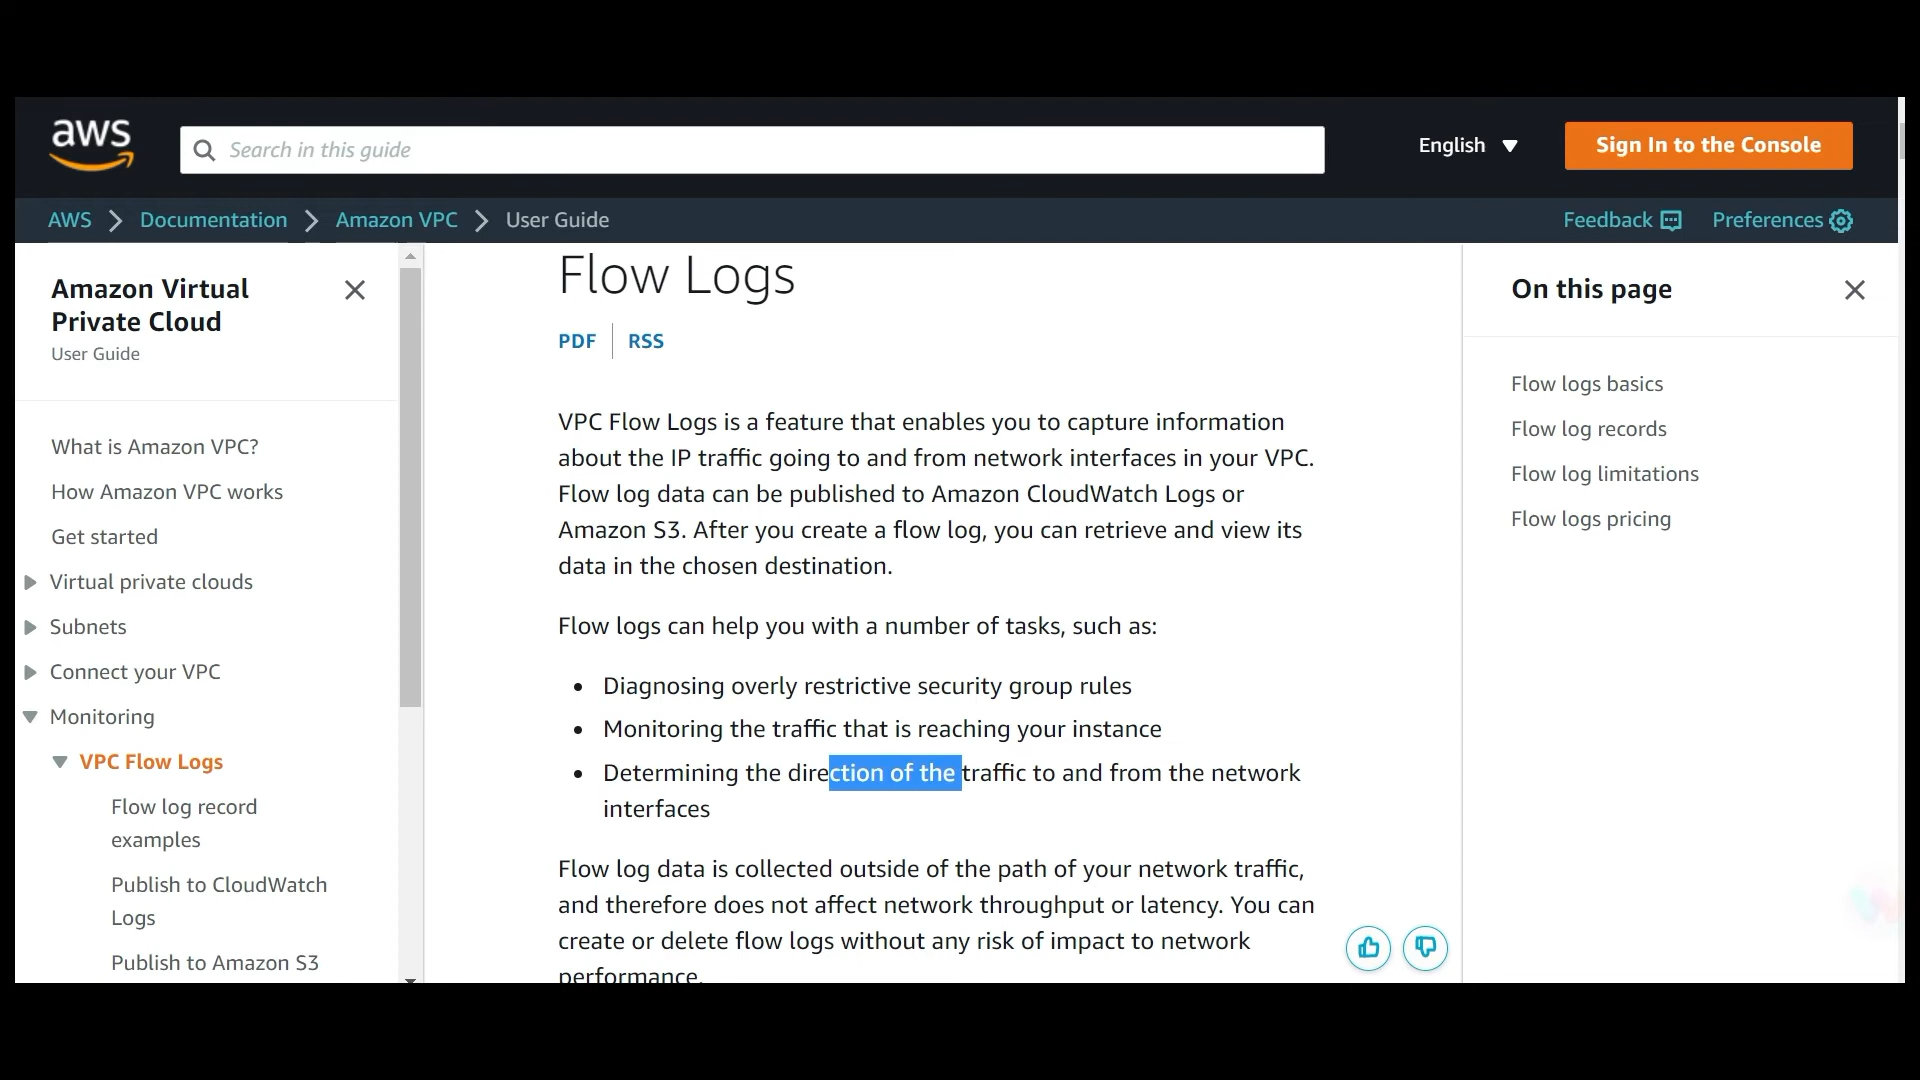 aws
Search in this guide
English
Sign In to the Console
AWS
Documentation
Amazon VPC
User Guide
Feedback
Preferences
Amazon Virtual
Private Cloud
User Guide
What is Amazon VPC?
How Amazon VPC works
Get started
Virtual private clouds
Subnets
Connect your VPC
Monitoring
VPC Flow Logs
Flow log record
examples
Publish to CloudWatch
Logs
Publish to Amazon S3
Flow Logs
PDF
RSS
VPC Flow Logs is a feature that enables you to capture information
about the IP traffic going to and from network interfaces in your VPC.
Flow log data can be published to Amazon CloudWatch Logs or
Amazon S3. After you create a flow log, you can retrieve and view its
data in the chosen destination.
Flow logs can help you with a number of tasks, such as:
• Diagnosing overly restrictive security group rules
• Monitoring the traffic that is reaching your instance
• Determining the direction of the traffic to and from the network
interfaces
Flow log data is collected outside of the path of your network traffic,
and therefore does not affect network throughput or latency. You can
create or delete flow logs without any risk of impact to network
performance.
On this page
Flow logs basics
Flow log records
Flow log limitations
Flow logs pricing